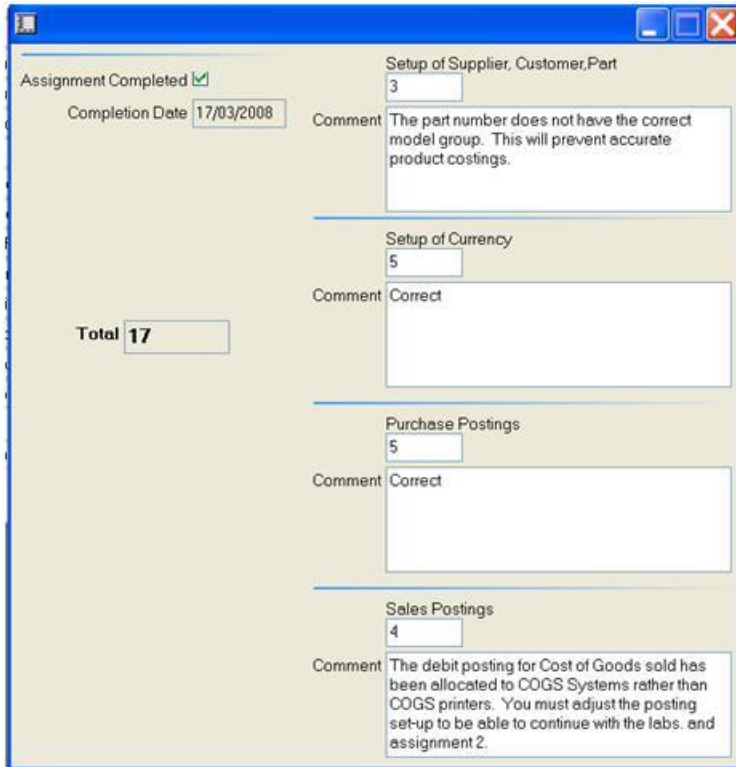 Assignment Completed
Completion Date 17/03/2008
Total 17
Setup of Supplier, Customer,Part
3
Comment The part number does not have the correct
model group. This will prevent accurate
product costings.
Setup of Currency
5
Comment Correct
Purchase Postings
5
Comment Correct
Sales Postings
4
Comment The debit posting for Cost of Goods sold has
been allocated to COGS Systems rather than
COGS printers. You must adjust the posting
set-up to be able to continue with the labs. and
assignment 2.